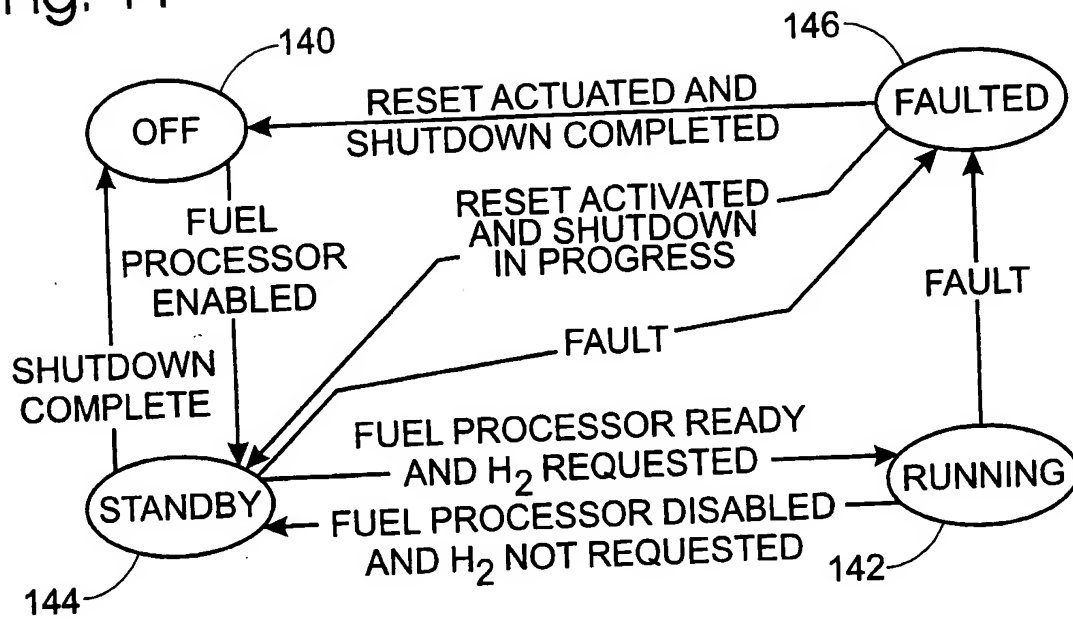 140
146
OFF
RESET ACTUATED AND
SHUTDOWN COMPLETED
FAULTED
FUEL
PROCESSOR
ENABLED
RESET ACTIVATED
AND SHUTDOWN
IN PROGRESS
FAULT
FAULT
SHUTDOWN
COMPLETE
FUEL PROCESSOR READY
AND H₂ REQUESTED
STANDBY
RUNNING
FUEL PROCESSOR DISABLED
AND H₂ NOT REQUESTED
144
142